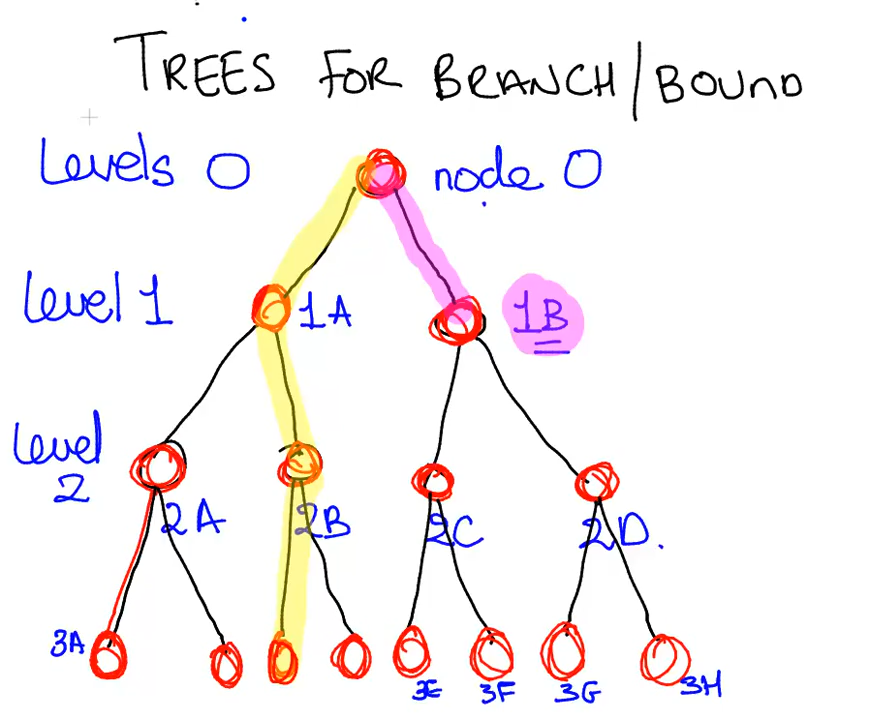 TREES FOR BRANCH/BOUND
Levels 0 node 0
Level 1 1A 1B
Level 2 2A 2B 2C 2D.
3A 3E 3F 3G 3H